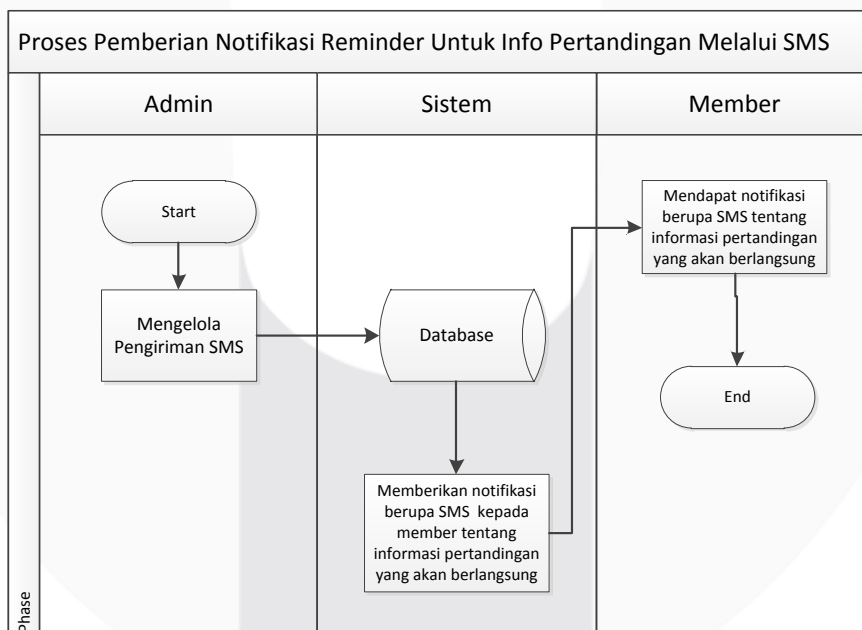 Proses Pemberian Notifikasi Reminder Untuk Info Pertandingan Melalui SMS
Admin
Sistem
Member
Start
Mengelola
Pengiriman SMS
Database
Memberikan notifikasi
berupa SMS kepada
member tentang
informasi pertandingan
yang akan berlangsung
Mendapat notifikasi
berupa SMS tentang
informasi pertandingan
yang akan berlangsung
End
Phase